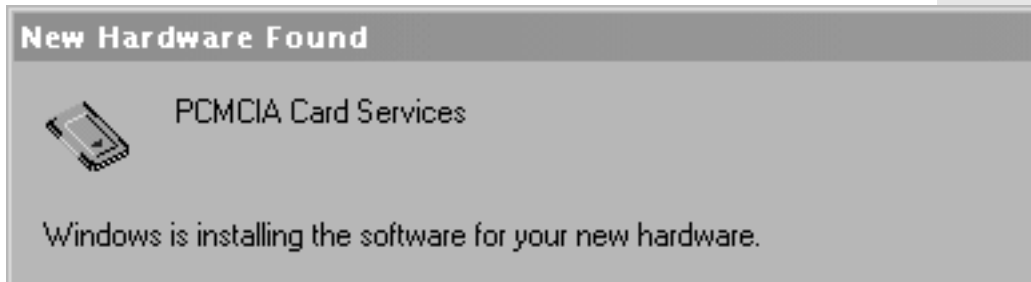 New Hardware Found
PCMCIA Card Services
Windows is installing the software for your new hardware.